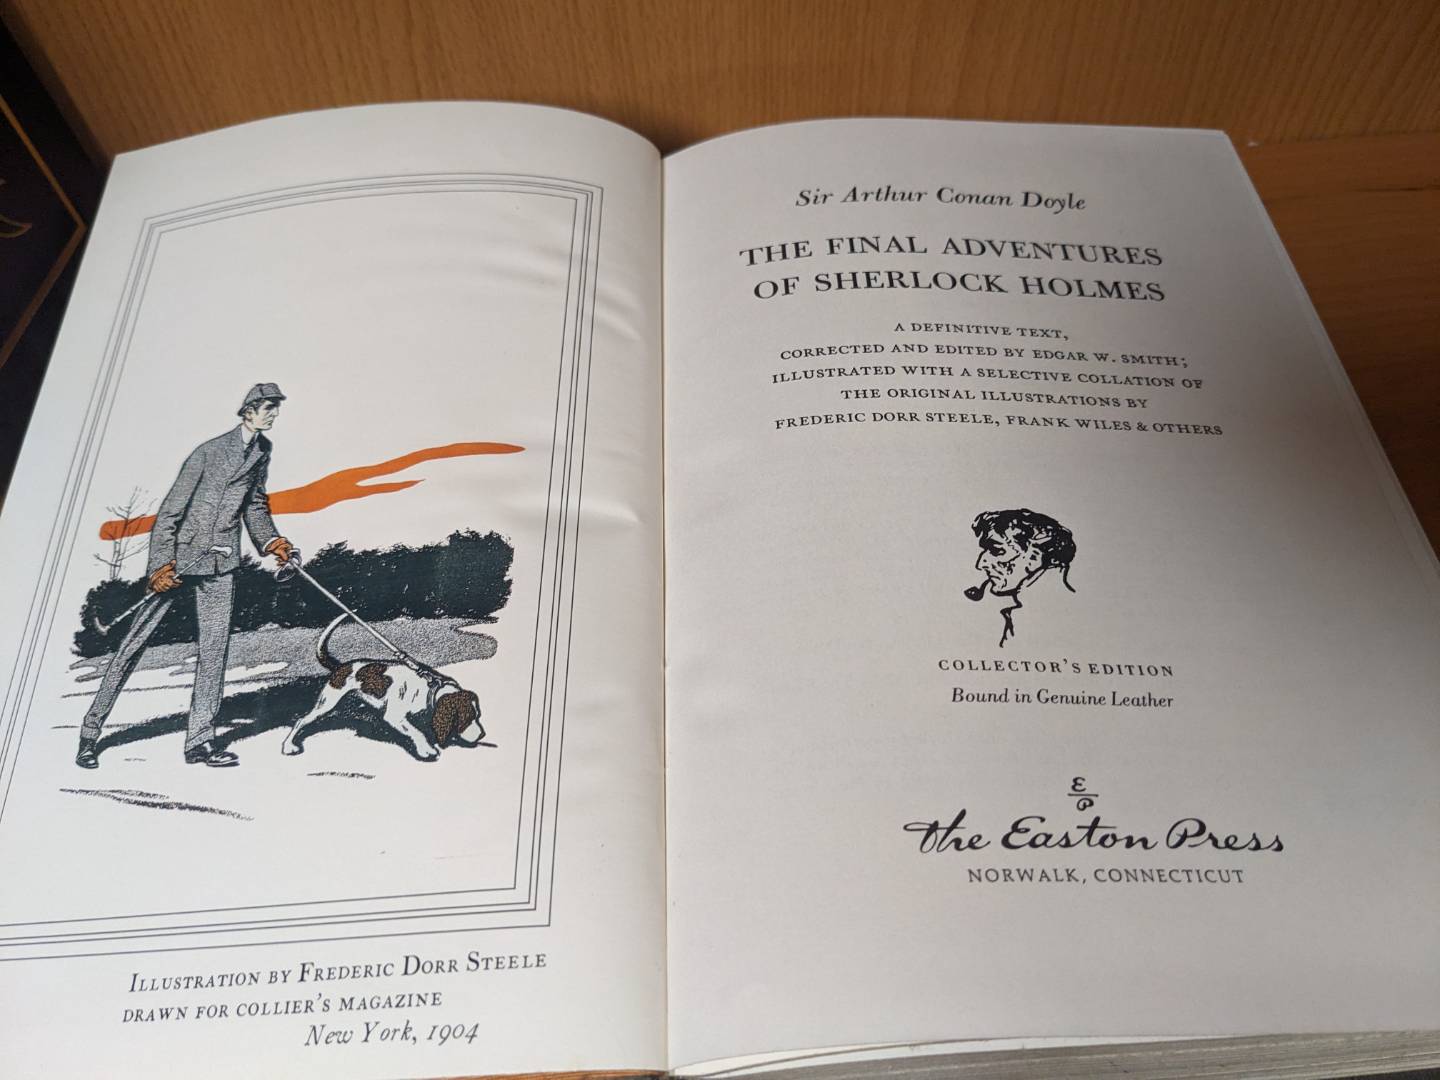 Illustration by Frederic Dorr Steele
drawn for Collier's Magazine
New York, 1904
Sir Arthur Conan Doyle
THE FINAL ADVENTURES
OF SHERLOCK HOLMES
A DEFINITIVE TEXT,
CORRECTED AND EDITED BY EDGAR W. SMITH;
ILLUSTRATED WITH A SELECTIVE COLLATION OF
THE ORIGINAL ILLUSTRATIONS BY
FREDERIC DORR STEELE, FRANK WILES & OTHERS
COLLECTOR'S EDITION
Bound in Genuine Leather
E
P
The Easton Press
NORWALK, CONNECTICUT